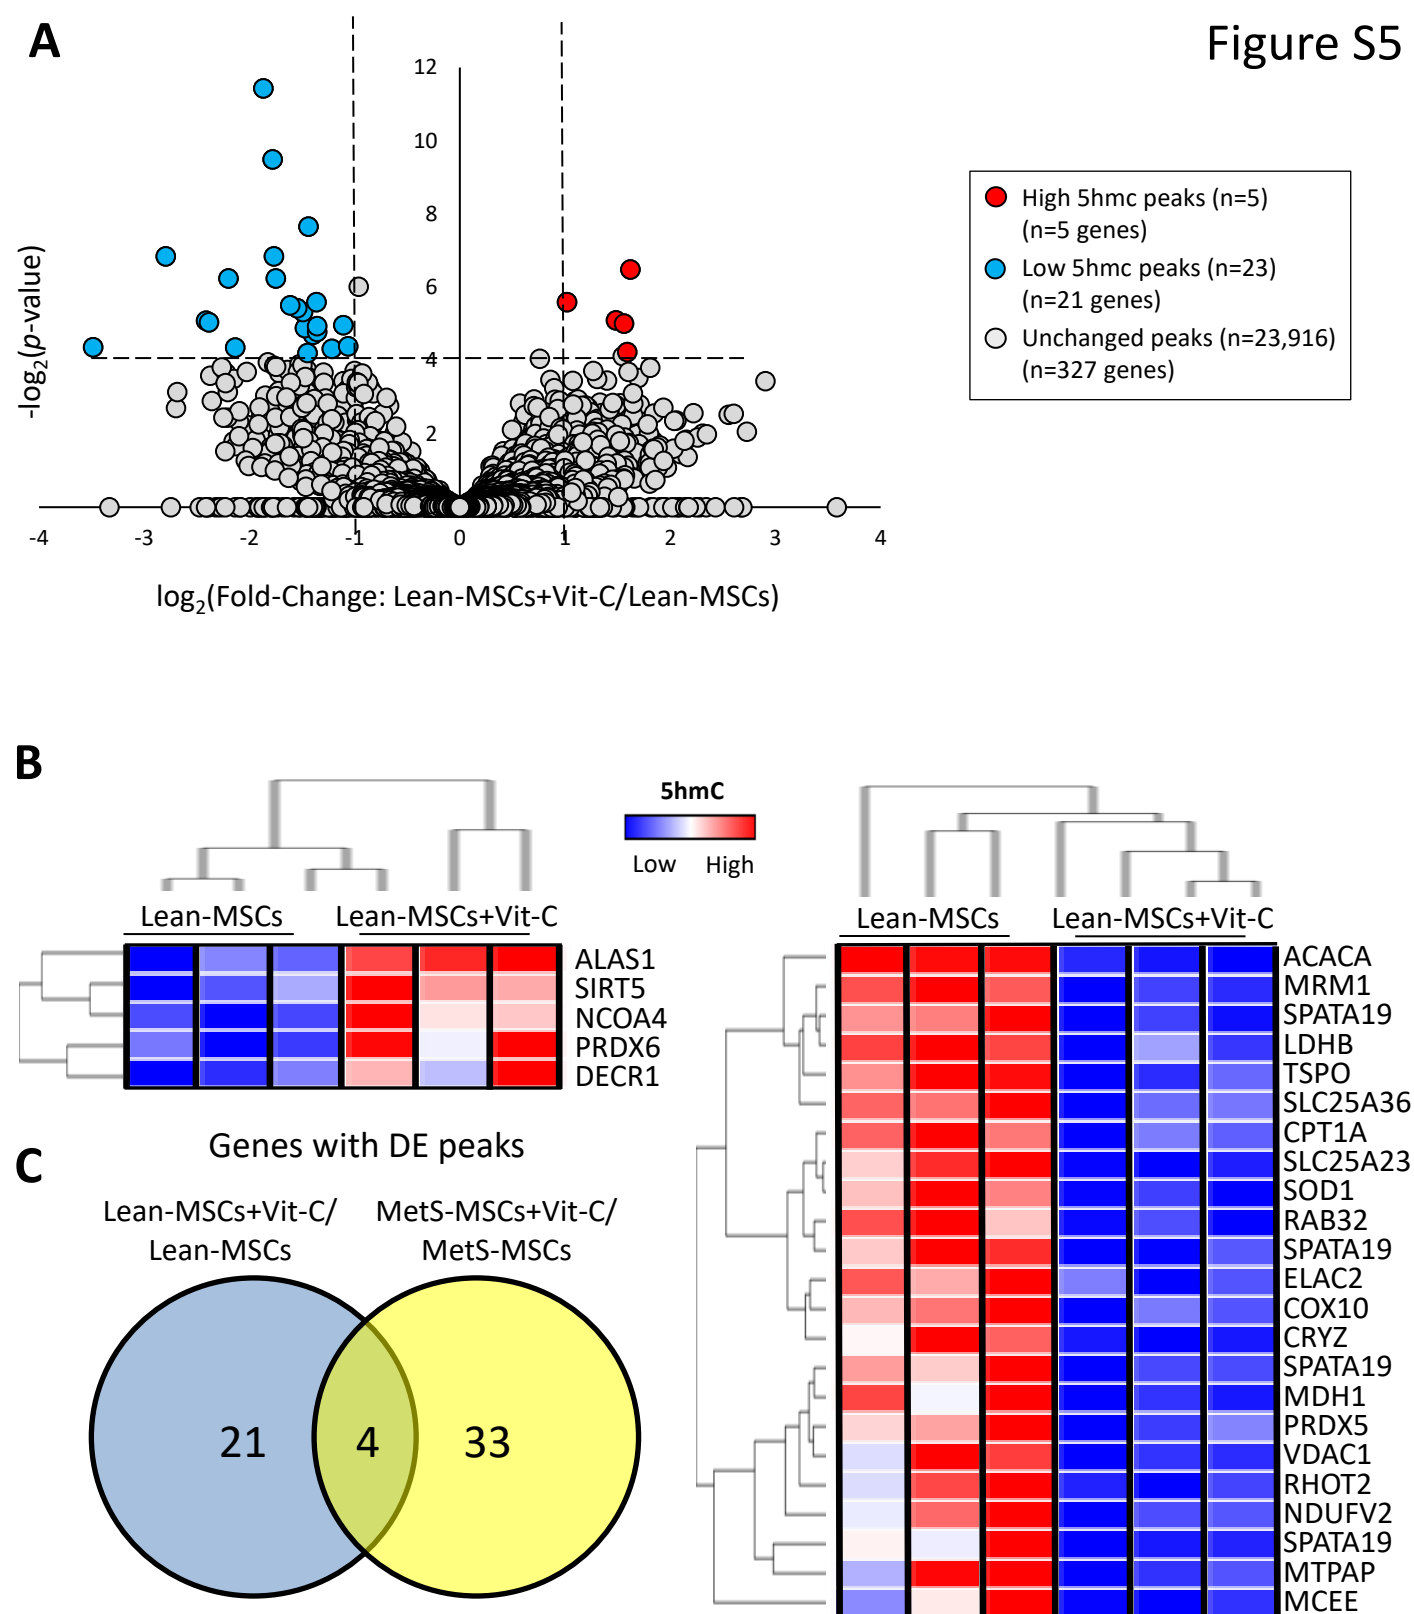 A
Figure S5
12
10
8
6
4
2
-log2(p-value)
-4 -3 -2 -1 0 1 2 3 4
log2(Fold-Change: Lean-MSCs+Vit-C/Lean-MSCs)
High 5hmc peaks (n=5)
(n=5 genes)
Low 5hmc peaks (n=23)
(n=21 genes)
Unchanged peaks (n=23,916)
(n=327 genes)
B
5hmC
Low High
Lean-MSCs Lean-MSCs+Vit-C
ALAS1
SIRT5
NCOA4
PRDX6
DECR1
Lean-MSCs Lean-MSCs+Vit-C
ACACA
MRM1
SPATA19
LDHB
TSPO
SLC25A36
CPT1A
SLC25A23
SOD1
RAB32
SPATA19
ELAC2
COX10
CRYZ
SPATA19
MDH1
PRDX5
VDAC1
RHOT2
NDUFV2
SPATA19
MTPAP
MCEE
C
Genes with DE peaks
Lean-MSCs+Vit-C/
Lean-MSCs
MetS-MSCs+Vit-C/
MetS-MSCs
21 4 33